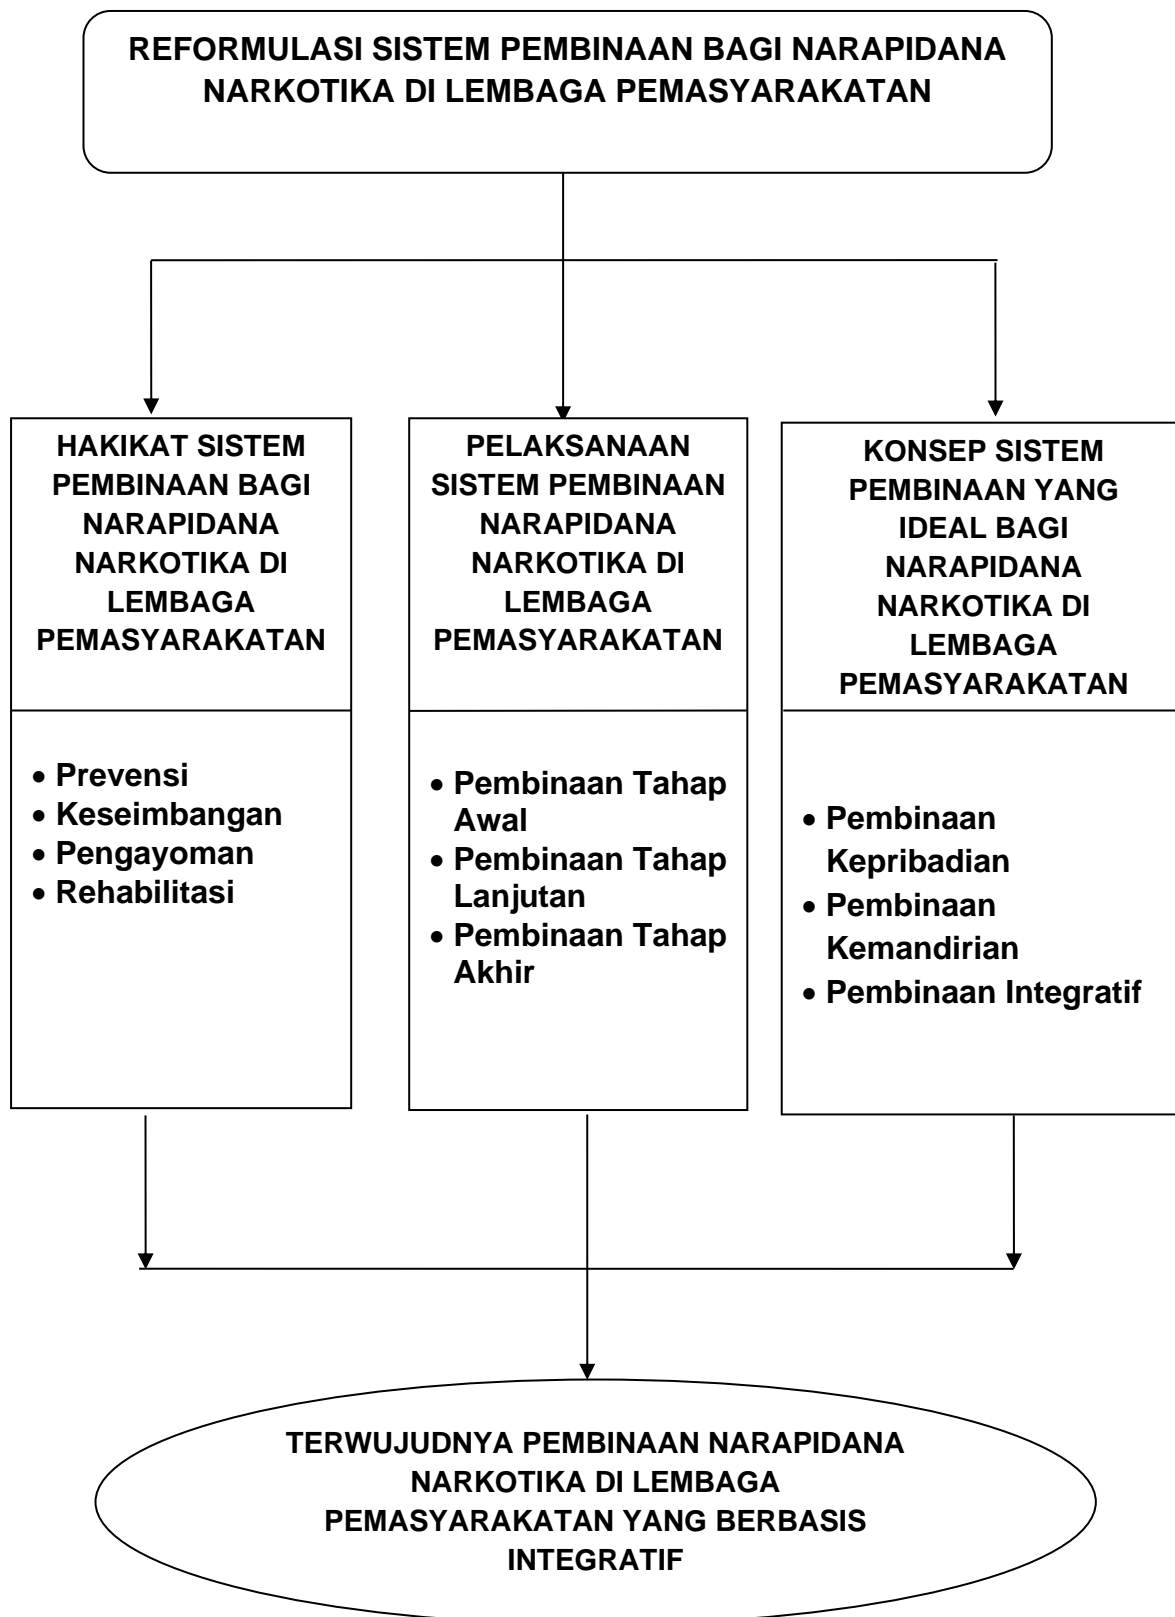 REFORMULASI SISTEM PEMBINAAN BAGI NARAPIDANA
NARKOTIKA DI LEMBAGA PEMASYARAKATAN
HAKIKAT SISTEM
PEMBINAAN BAGI
NARAPIDANA
NARKOTIKA DI
LEMBAGA
PEMASYARAKATAN
• Prevensi
• Keseimbangan
• Pengayoman
• Rehabilitasi
PELAKSANAAN
SISTEM PEMBINAAN
NARAPIDANA
NARKOTIKA DI
LEMBAGA
PEMASYARAKATAN
• Pembinaan Tahap
Awal
• Pembinaan Tahap
Lanjutan
• Pembinaan Tahap
Akhir
KONSEP SISTEM
PEMBINAAN YANG
IDEAL BAGI
NARAPIDANA
NARKOTIKA DI
LEMBAGA
PEMASYARAKATAN
• Pembinaan
Kepribadian
• Pembinaan
Kemandirian
• Pembinaan Integratif
TERWUJUDNYA PEMBINAAN NARAPIDANA
NARKOTIKA DI LEMBAGA
PEMASYARAKATAN YANG BERBASIS
INTEGRATIF